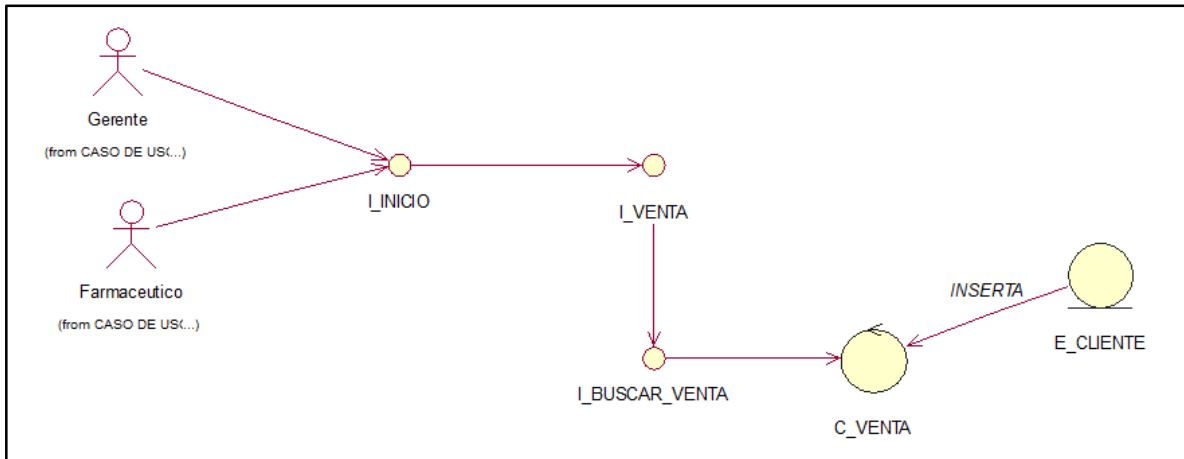 Gerente
(from CASO DE US(...)
I_INICIO
I_VENTA
Farmaceutico
(from CASO DE US(...)
INSERTA
E_CLIENTE
I_BUSCAR_VENTA
C_VENTA